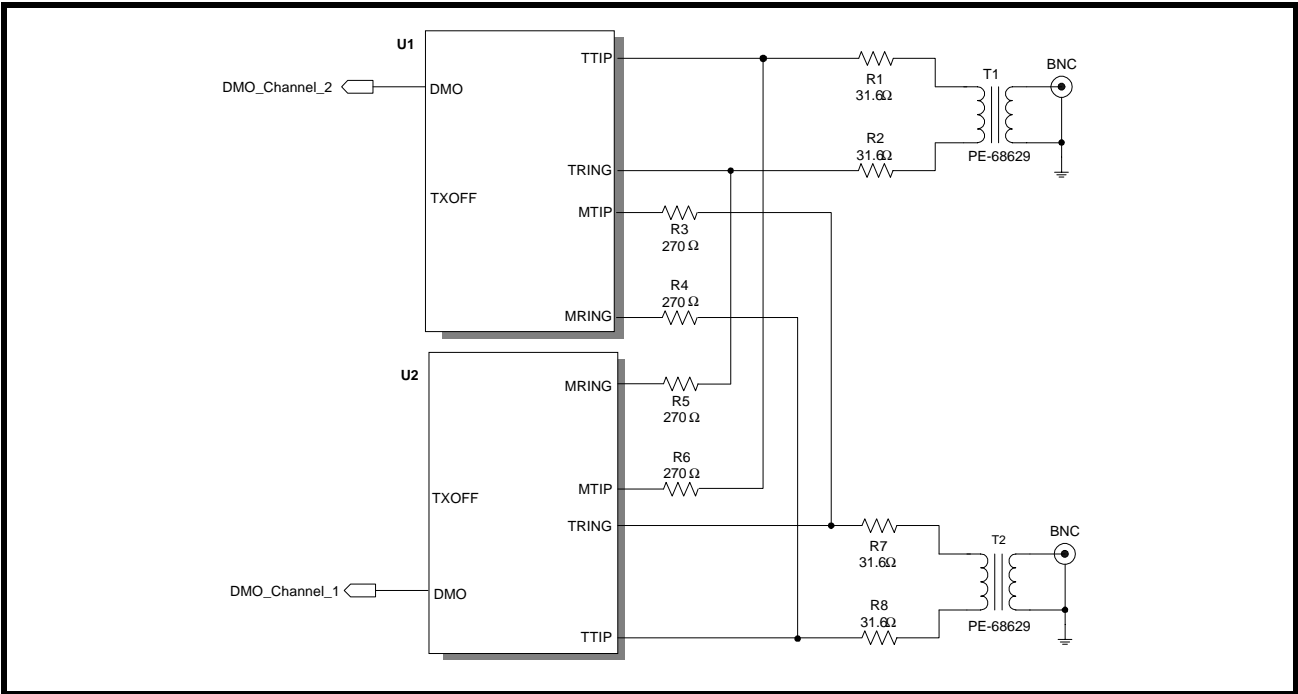 U1
DMO_Channel_2
DMO
TXOFF
TTIP
TRING
MTIP
MRING
R1
31.6Ω
R2
31.6Ω
R3
270 Ω
R4
270 Ω
T1
PE-68629
BNC
U2
MRING
R5
270 Ω
R6
270 Ω
TXOFF
MTIP
TRING
DMO_Channel_1
DMO
TTIP
R7
31.6Ω
R8
31.6Ω
T2
PE-68629
BNC